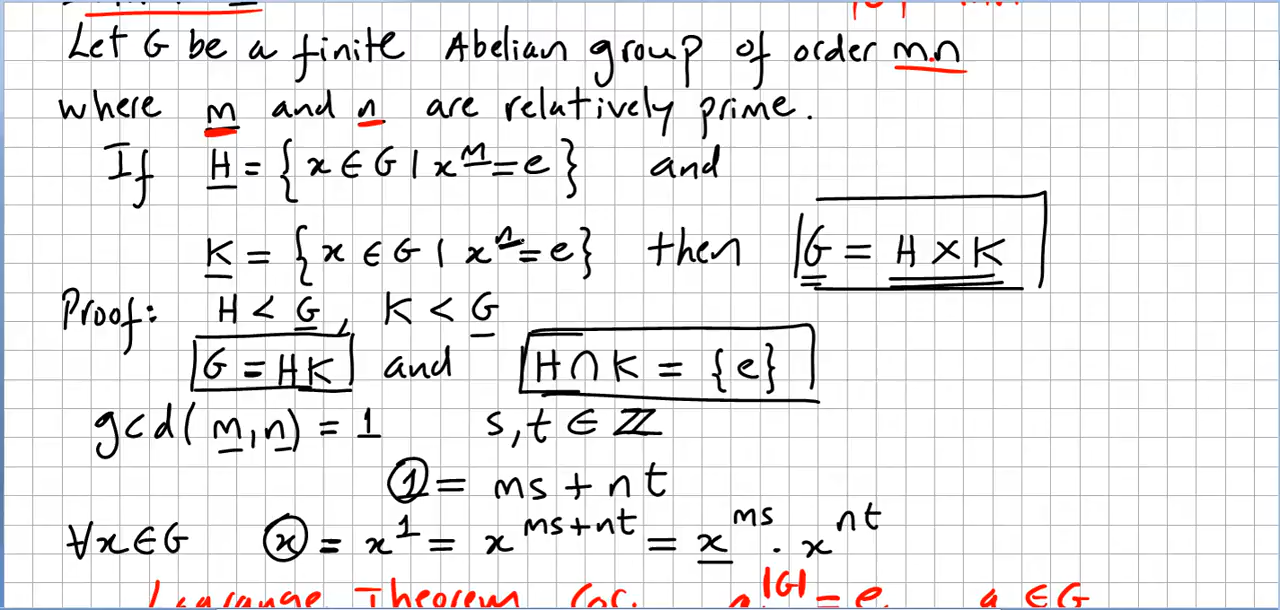 Let G be a finite Abelian group of order m.n
where m and n are relatively prime.
If H = { x ∈ G | x^m = e } and
K = { x ∈ G | x^n = e } then G = H × K
Proof: H < G, K < G
G = HK and H ∩ K = {e}
gcd(m,n) = 1 s,t ∈ ℤ
1 = ms + nt
∀x∈G x = x^1 = x^{ms+nt} = x^{ms} · x^{nt}
Lagrange Theorem Cor. a^{|G|} = e a ∈ G